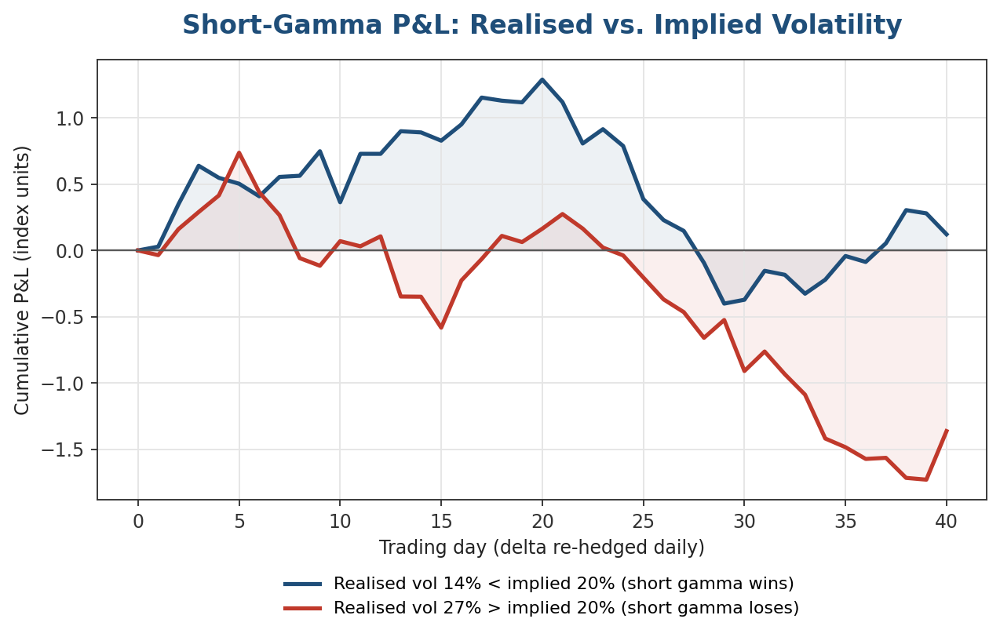 Short-Gamma P&L: Realised vs. Implied Volatility
Cumulative P&L (index units)
1.0
0.5
0.0
−0.5
−1.0
−1.5
0 5 10 15 20 25 30 35 40
Trading day (delta re-hedged daily)
Realised vol 14% < implied 20% (short gamma wins)
Realised vol 27% > implied 20% (short gamma loses)